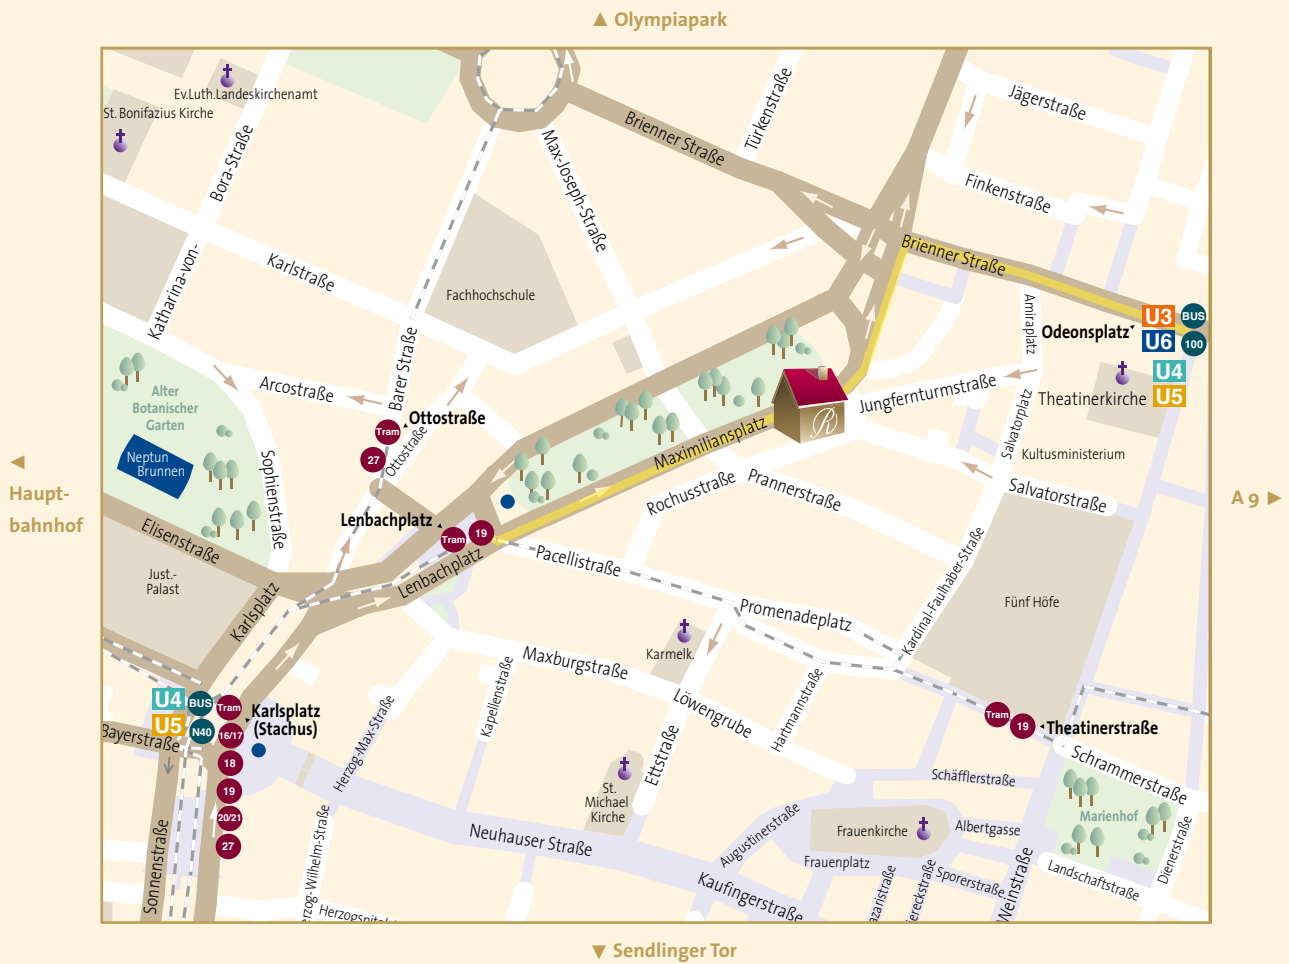 ▲ Olympiapark
Ev.Luth.Landeskirchenamt
St. Bonifazius Kirche
Bora-Straße
Katharina-von-
Karlstraße
Max-Joseph-Straße
Brienner Straße
Türkenstraße
Jägerstraße
Finkenstraße
Brienner Straße
Fachhochschule
Amiraplatz
Odeonsplatz
U3
BUS
U6
100
U4
U5
Theatinerkirche
Alter
Botanischer
Garten
Neptun
Brunnen
Arcostraße
Barer Straße
Ottostraße
Tram
27
Ottostraße
Sophienstraße
Maximiliansplatz
R
Jungfernturmstraße
Salvatorplatz
Kultusministerium
Salvatorstraße
◄
Haupt-
bahnhof
A 9 ►
Rochusstraße
Prannerstraße
Lenbachplatz
Tram
19
Lenbachplatz
Elisenstraße
Just.-
Palast
Karlsplatz
Pacellistraße
Promenadeplatz
Kardinal-Faulhaber-Straße
Fünf Höfe
Karmelk.
Maxburgstraße
Löwengrube
Hartmannstraße
Kapellenstraße
Herzog-Max-Straße
Ettstraße
U4
BUS
Tram
Karlsplatz
(Stachus)
U5
N40
16/17
18
19
20/21
27
Bayerstraße
Sonnenstraße
Tram
19
Theatinerstraße
Schrammerstraße
Schäfflerstraße
St.
Michael
Kirche
Neuhauser Straße
Augustinerstraße
Frauenkirche
Frauenplatz
Albertgasse
Marienhof
Dienerstraße
Landschaftstraße
Sporerstraße
Weinstraße
Kaufingerstraße
azaristraße
iereckstraße
erzog-Wilhelm-Straße
Herzogspital
▼ Sendlinger Tor